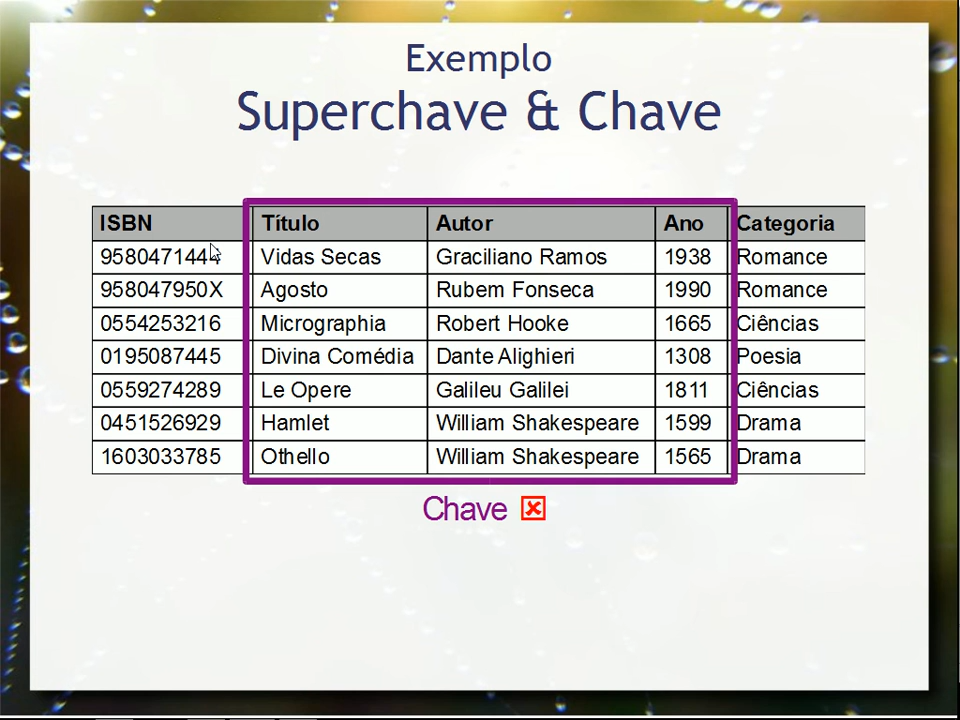 Exemplo
Superchave & Chave
ISBN Título Autor Ano Categoria
9580471444 Vidas Secas Graciliano Ramos 1938 Romance
958047950X Agosto Rubem Fonseca 1990 Romance
0554253216 Micrographia Robert Hooke 1665 Ciências
0195087445 Divina Comédia Dante Alighieri 1308 Poesia
0559274289 Le Opere Galileu Galilei 1811 Ciências
0451526929 Hamlet William Shakespeare 1599 Drama
1603033785 Othello William Shakespeare 1565 Drama
Chave